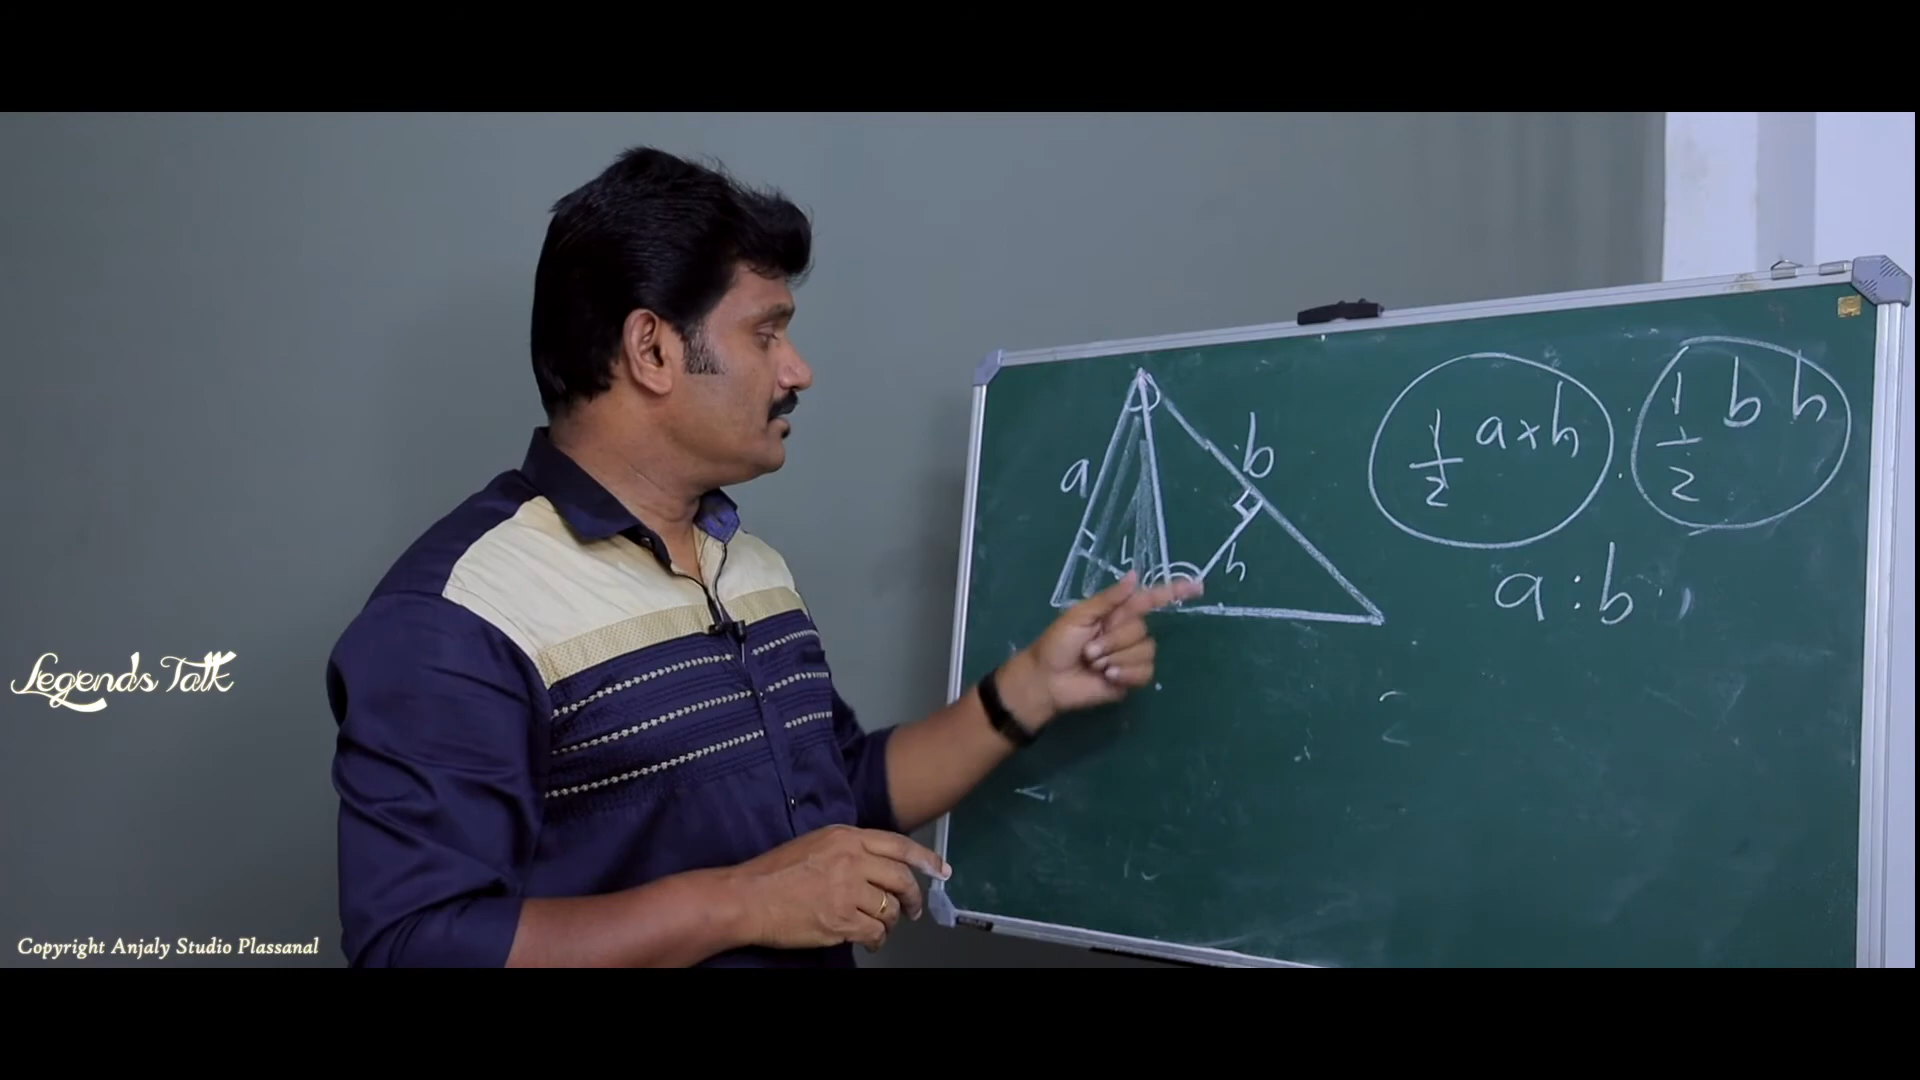 a
b
h
h
1/2 a×h : 1/2 b h
a : b
Legends Talk
Copyright Anjaly Studio Plassanal